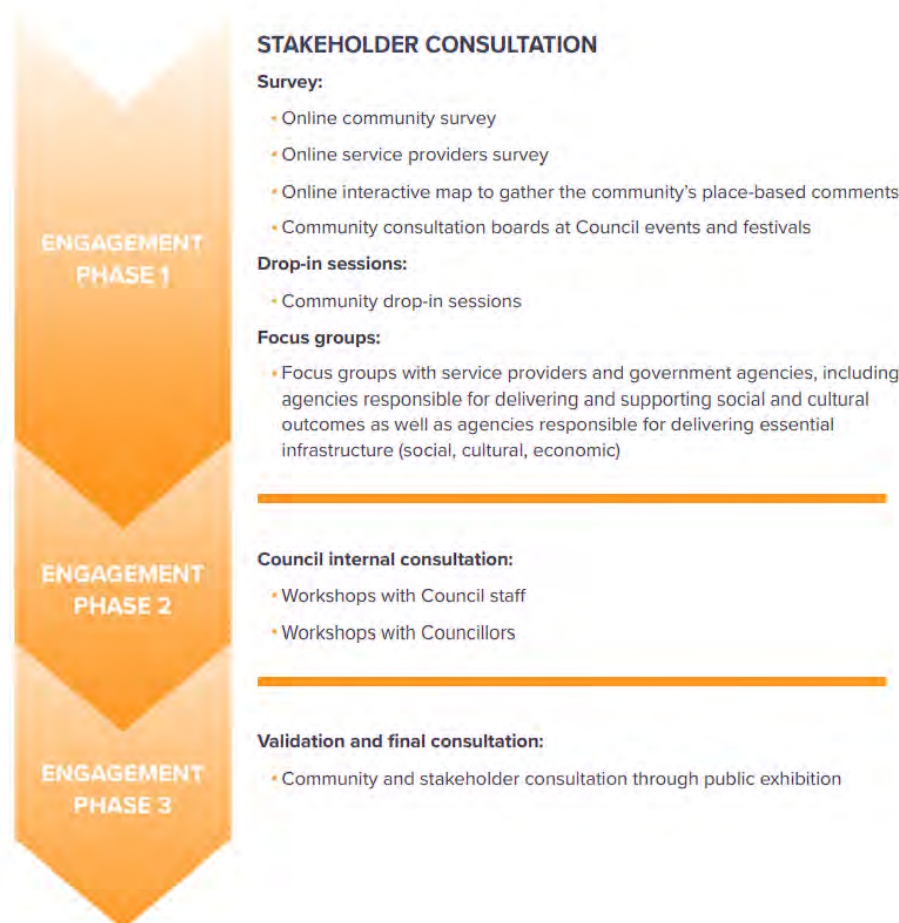 STAKEHOLDER CONSULTATION
Survey:
• Online community survey
• Online service providers survey
• Online interactive map to gather the community's place-based comments
• Community consultation boards at Council events and festivals
ENGAGEMENT
PHASE 1
Drop-in sessions:
• Community drop-in sessions
Focus groups:
• Focus groups with service providers and government agencies, including
agencies responsible for delivering and supporting social and cultural
outcomes as well as agencies responsible for delivering essential
infrastructure (social, cultural, economic)
ENGAGEMENT
PHASE 2
Council internal consultation:
• Workshops with Council staff
• Workshops with Councillors
ENGAGEMENT
PHASE 3
Validation and final consultation:
• Community and stakeholder consultation through public exhibition